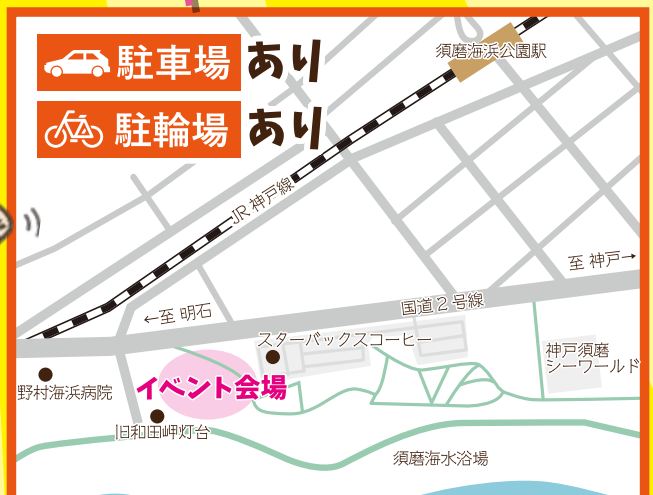 駐車場 あり
須磨海浜公園駅
駐輪場 あり
JR 神戸線
至 神戸→
国道2号線
←至 明石
スターバックスコーヒー
神戸須磨
シーワールド
野村海浜病院
イベント会場
旧和田岬灯台
須磨海水浴場